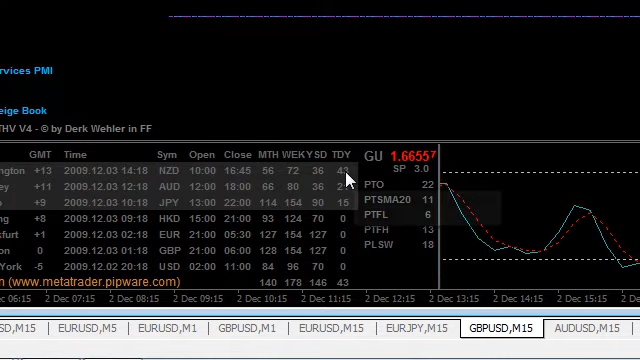 ervices PMI
eige Book
THV V4 - © by Derk Wehler in FF
GMT Time Sym Open Close MTH WEKY SD TDY
ngton +13 2009.12.03 14:18 NZD 10:00 16:45 56 72 36 43
ey +11 2009.12.03 12:18 AUD 12:00 18:00 66 80 36
o +9 2009.12.03 10:18 JPY 13:00 22:00 114 154 90 15
ng +8 2009.12.03 09:18 HKD 15:00 21:00 93 124 70 0
kfurt +1 2009.12.03 02:18 EUR 21:00 05:30 127 154 127 0
on 0 2009.12.03 01:18 GBP 21:00 06:00 128 154 127 0
York -5 2009.12.02 20:18 USD 02:00 11:00 84 96 70 0
n (www.metatrader.pipware.com) 140 178 146 43
GU 1.66557
SP 3.0
PTO 22
PTSMA20 11
PTFL 6
PTFH 13
PLSW 18
c 06:15 2 Dec 07:15 2 Dec 08:15 2 Dec 09:15 2 Dec 10:15 2 Dec 11:15 2 Dec 12:15 2 Dec 13:15 2 Dec 14:15 2 Dec 15:15 2 Dec
SD,M15 EURUSD,M5 EURUSD,M1 GBPUSD,M1 EURUSD,M15 EURJPY,M15 GBPUSD,M15 AUDUSD,M15